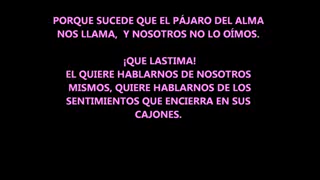 PORQUE SUCEDE QUE EL PÁJARO DEL ALMA
NOS LLAMA, Y NOSOTROS NO LO OÍMOS.
¡QUE LASTIMA!
EL QUIERE HABLARNOS DE NOSOTROS
MISMOS, QUIERE HABLARNOS DE LOS
SENTIMIENTOS QUE ENCIERRA EN SUS
CAJONES.